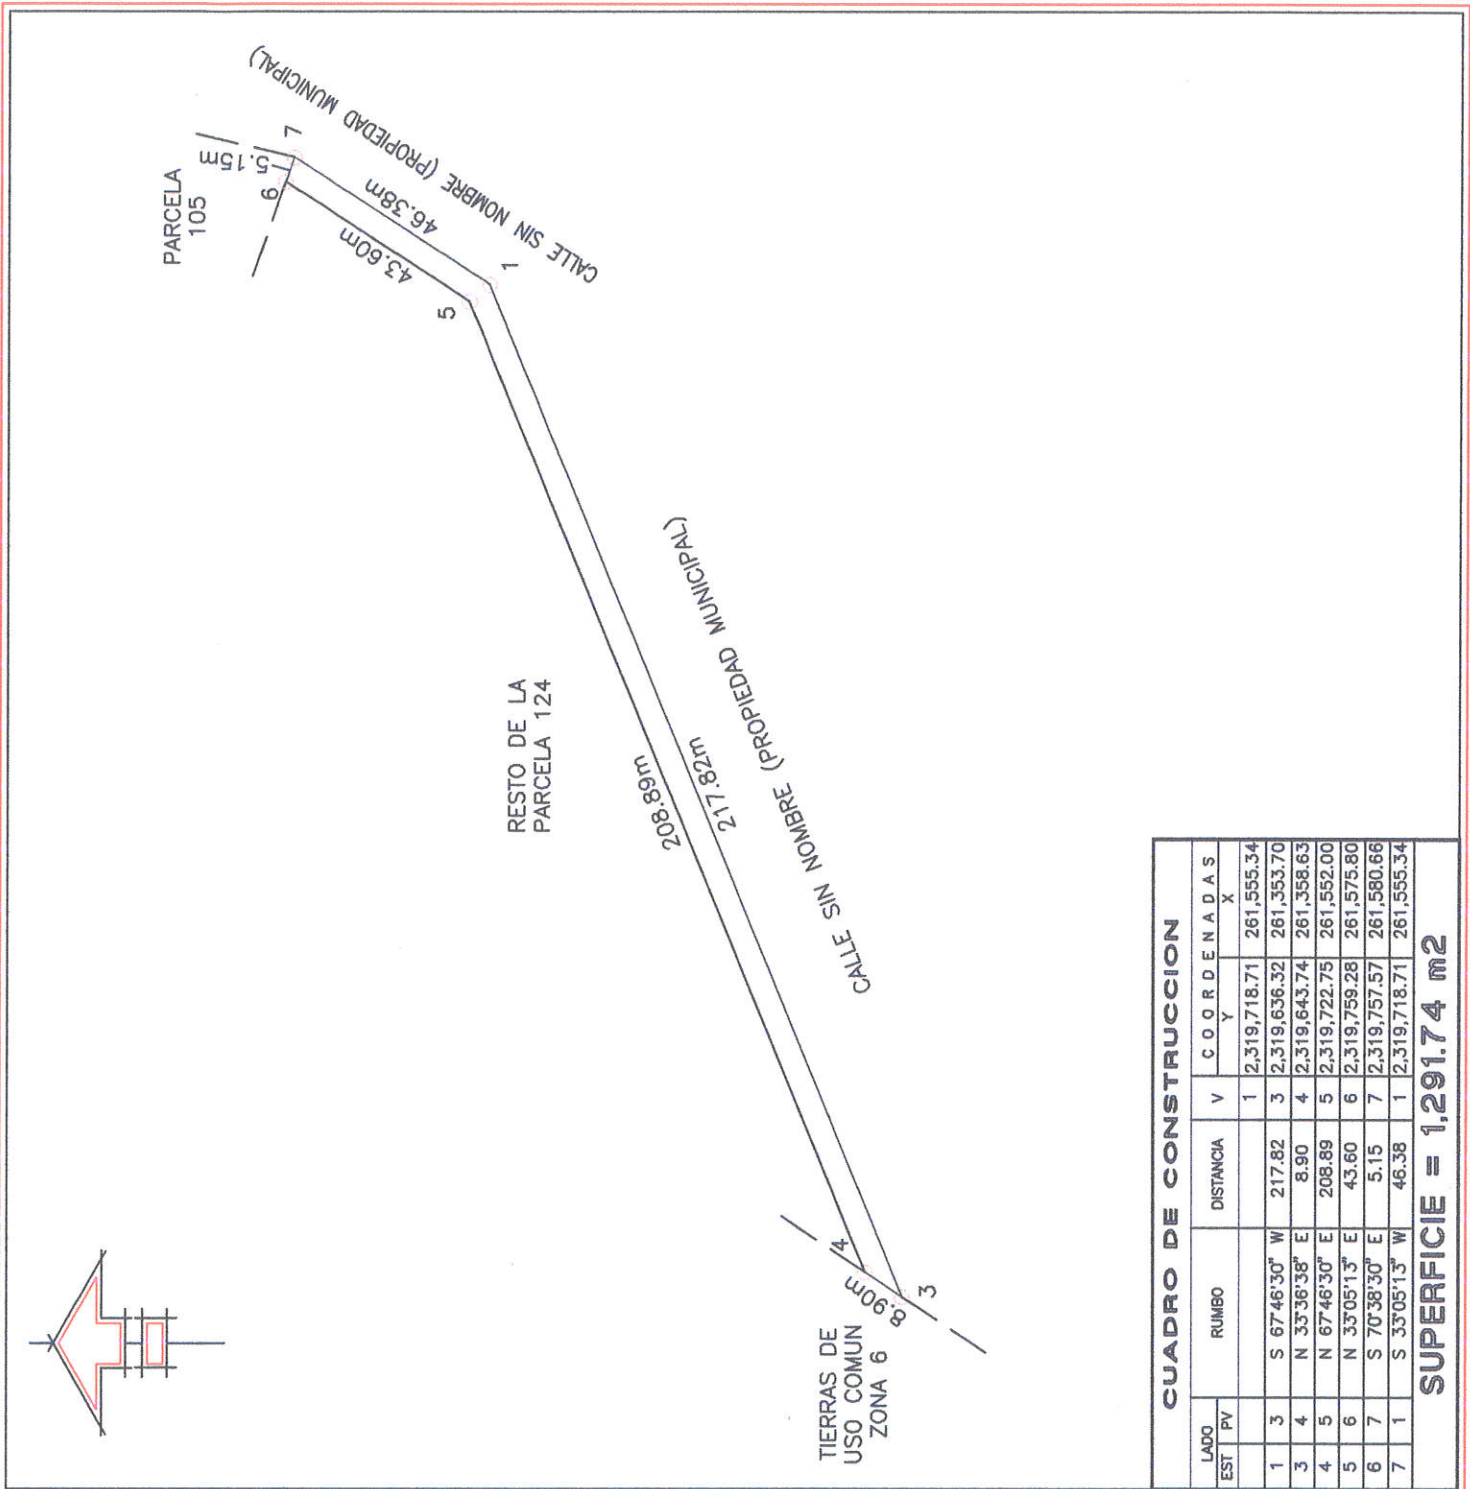 PARCELA
105
7
5.15m
6
46.38m
43.60m
CALLE SIN NOMBRE (PROPIEDAD MUNICIPAL)
1
5
RESTO DE LA
PARCELA 124
208.89m
217.82m
CALLE SIN NOMBRE (PROPIEDAD MUNICIPAL)
4
8.90m
3
TIERRAS DE
USO COMUN
ZONA 6
CUADRO DE CONSTRUCCION
LADO RUMBO DISTANCIA V COORDENADAS
EST PV Y X
1 2,319,718.71 261,555.34
1 3 S 67°46'30" W 217.82 3 2,319,636.32 261,353.70
3 4 N 33°36'38" E 8.90 4 2,319,643.74 261,358.63
4 5 N 67°46'30" E 208.89 5 2,319,722.75 261,552.00
5 6 N 33°05'13" E 43.60 6 2,319,759.28 261,575.80
6 7 S 70°38'30" E 5.15 7 2,319,757.57 261,580.66
7 1 S 33°05'13" W 46.38 1 2,319,718.71 261,555.34
SUPERFICIE = 1,291.74 m2